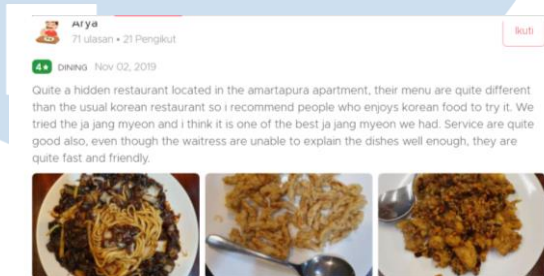 Arya
71 ulasan • 21 Pengikut
Ikuti
4★ DINING Nov 02, 2019
Quite a hidden restaurant located in the amartapura apartment, their menu are quite different
than the usual korean restaurant so i recommend people who enjoys korean food to try it. We
tried the ja jang myeon and i think it is one of the best ja jang myeon we had. Service are quite
good also, even though the waitress are unable to explain the dishes well enough, they are
quite fast and friendly.